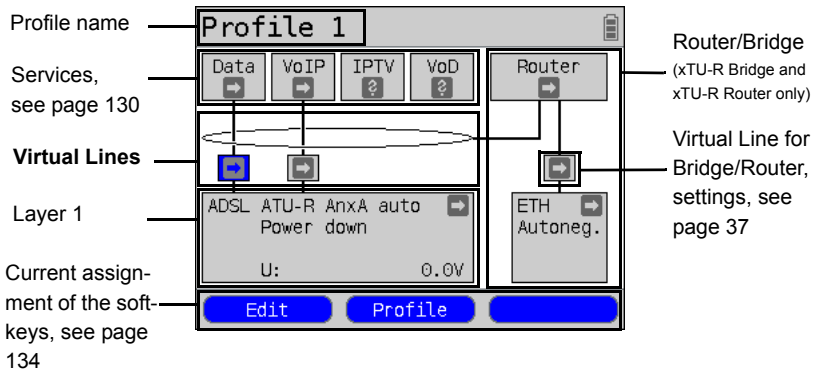 Profile name
Profile 1
Services,
see page 130
Data VoIP IPTV VoD
Router
Router/Bridge
(xTU-R Bridge and
xTU-R Router only)
Virtual Lines
Virtual Line for
Bridge/Router,
settings, see
page 37
Layer 1
ADSL ATU-R AnxA auto
Power down
U: 0.0V
ETH
Autoneg.
Current assign-
ment of the soft-
keys, see page
134
Edit Profile